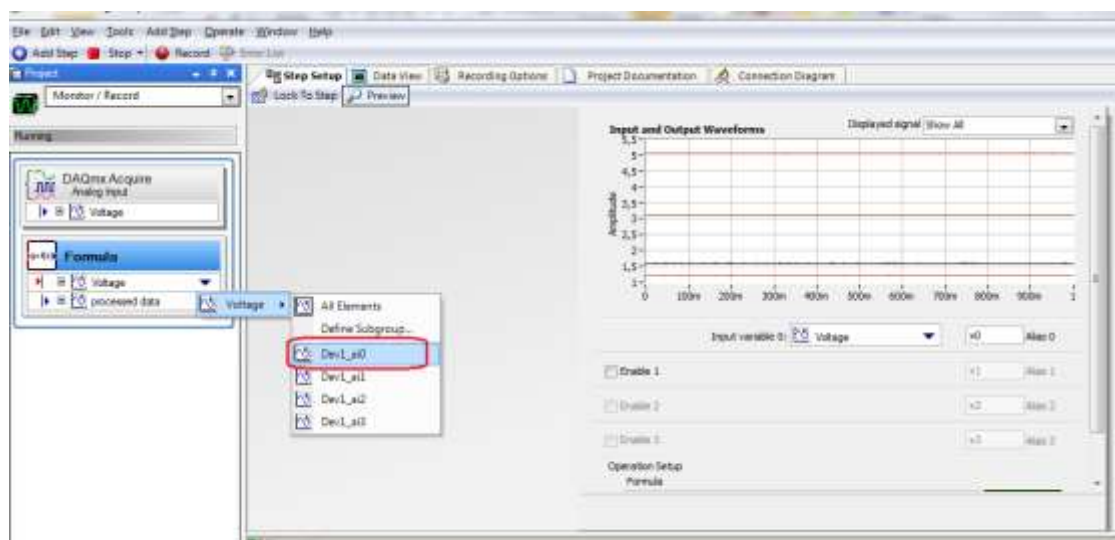 File Edit View Tools Add Step Operate Window Help
Add Step Stop Record Error List
Project
Monitor / Record
Running
DAQmx Acquire
Analog Input
Voltage
Formula
Voltage
processed data
Voltage
All Elements
Define Subgroup...
Dev1_ai0
Dev1_ai1
Dev1_ai2
Dev1_ai3
Step Setup Data View Recording Options Project Documentation Connection Diagram
Lock To Step Preview
Input and Output Waveforms
Displayed signal Show All
Amplitude
5,5
5
4,5
4
3,5
3
2,5
2
1,5
1
0 100m 200m 300m 400m 500m 600m 700m 800m 900m 1
Input variable 0: Voltage x0 Alias 0
Enable 1 x1 Alias 1
Enable 2 x2 Alias 2
Enable 3 x3 Alias 3
Operation Setup
Formula